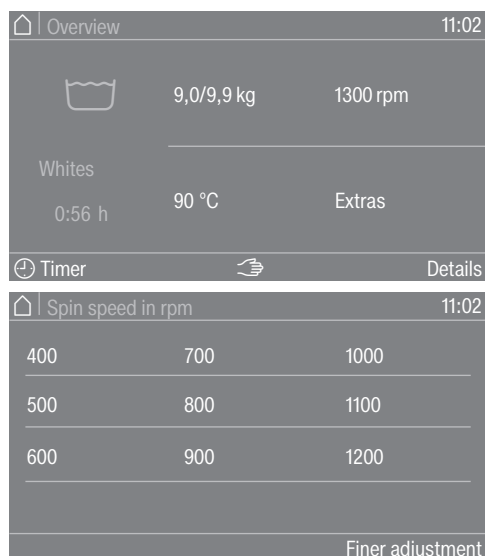 Overview 11:02
9,0/9,9 kg 1300 rpm
Whites
0:56 h
90 °C Extras
Timer Details
Spin speed in rpm 11:02
400 700 1000
500 800 1100
600 900 1200
Finer adjustment